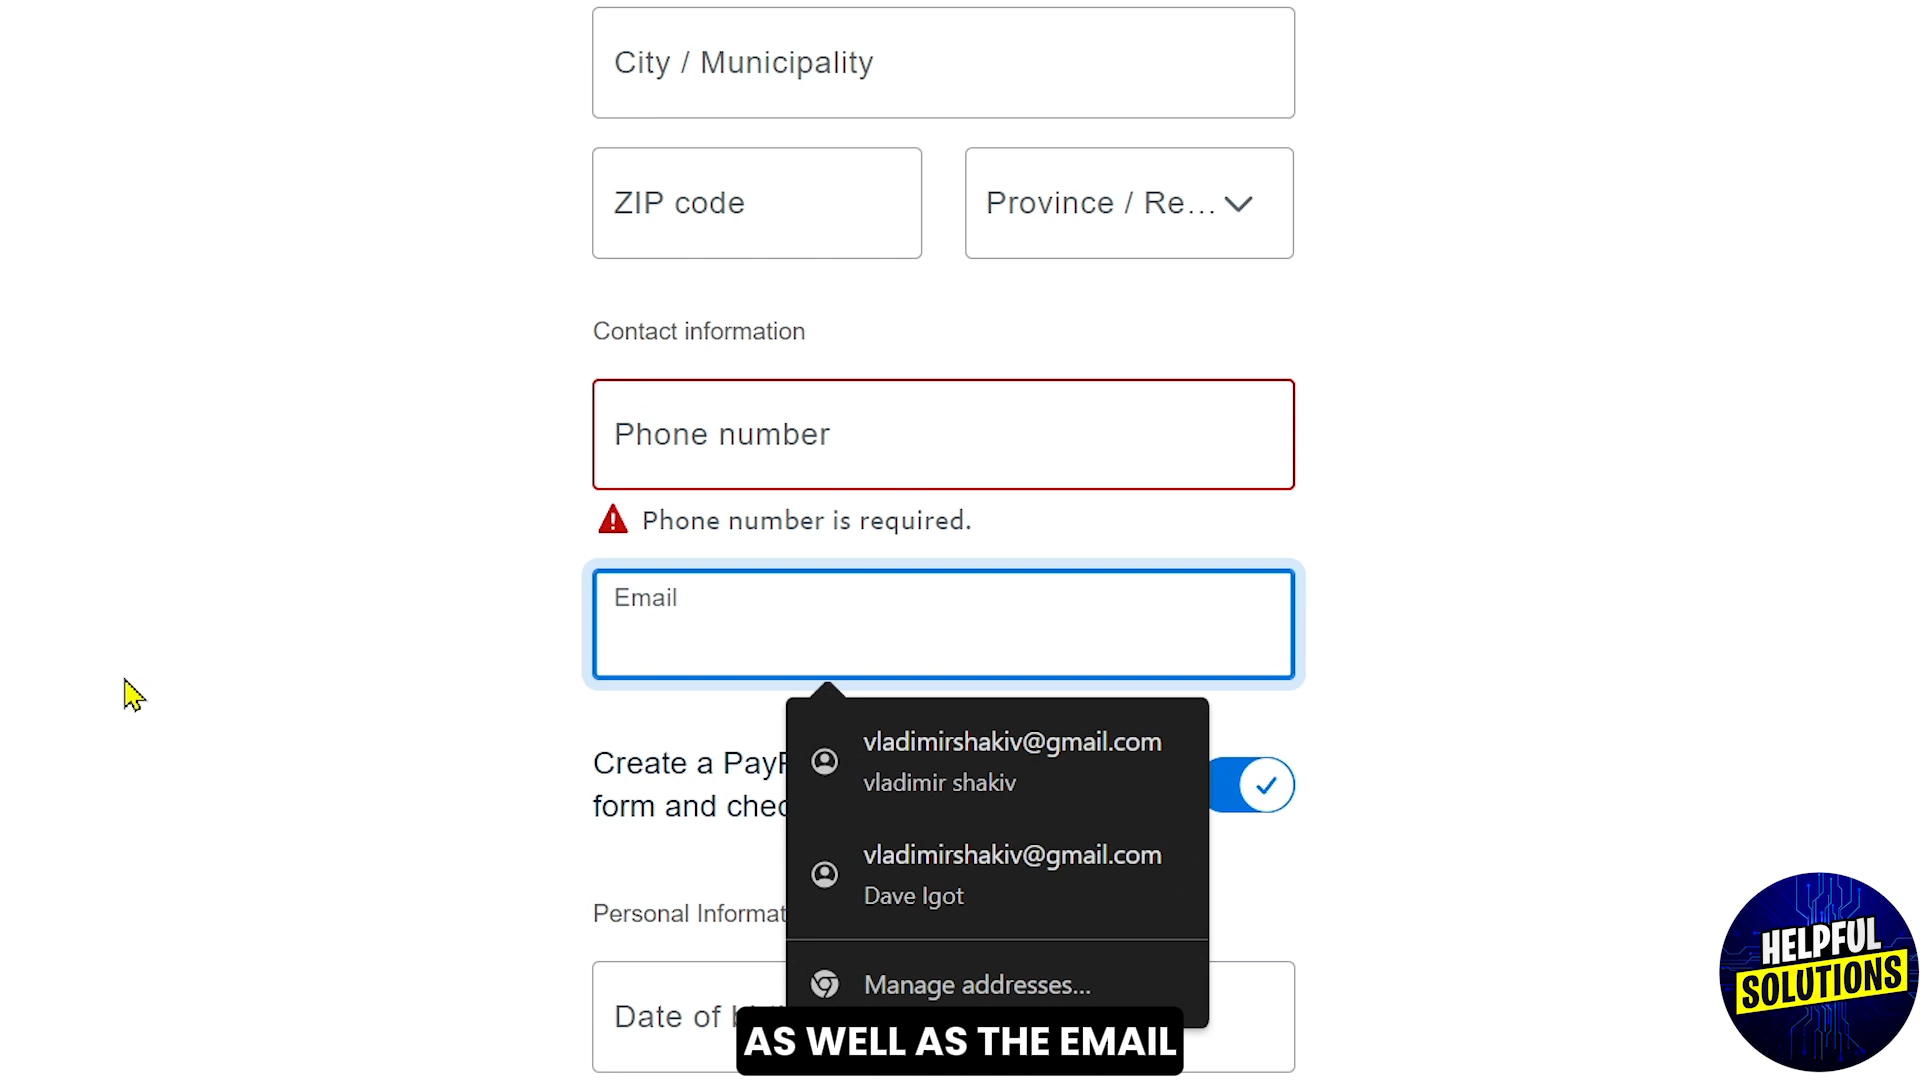 City / Municipality
ZIP code
Province / Re...
Contact information
Phone number
Phone number is required.
Email
vladimirshakiv@gmail.com
vladimir shakiv
Create a PayP
form and chec
vladimirshakiv@gmail.com
Dave Igot
Personal Informat
Manage addresses...
Date of
AS WELL AS THE EMAIL
HELPFUL
SOLUTIONS